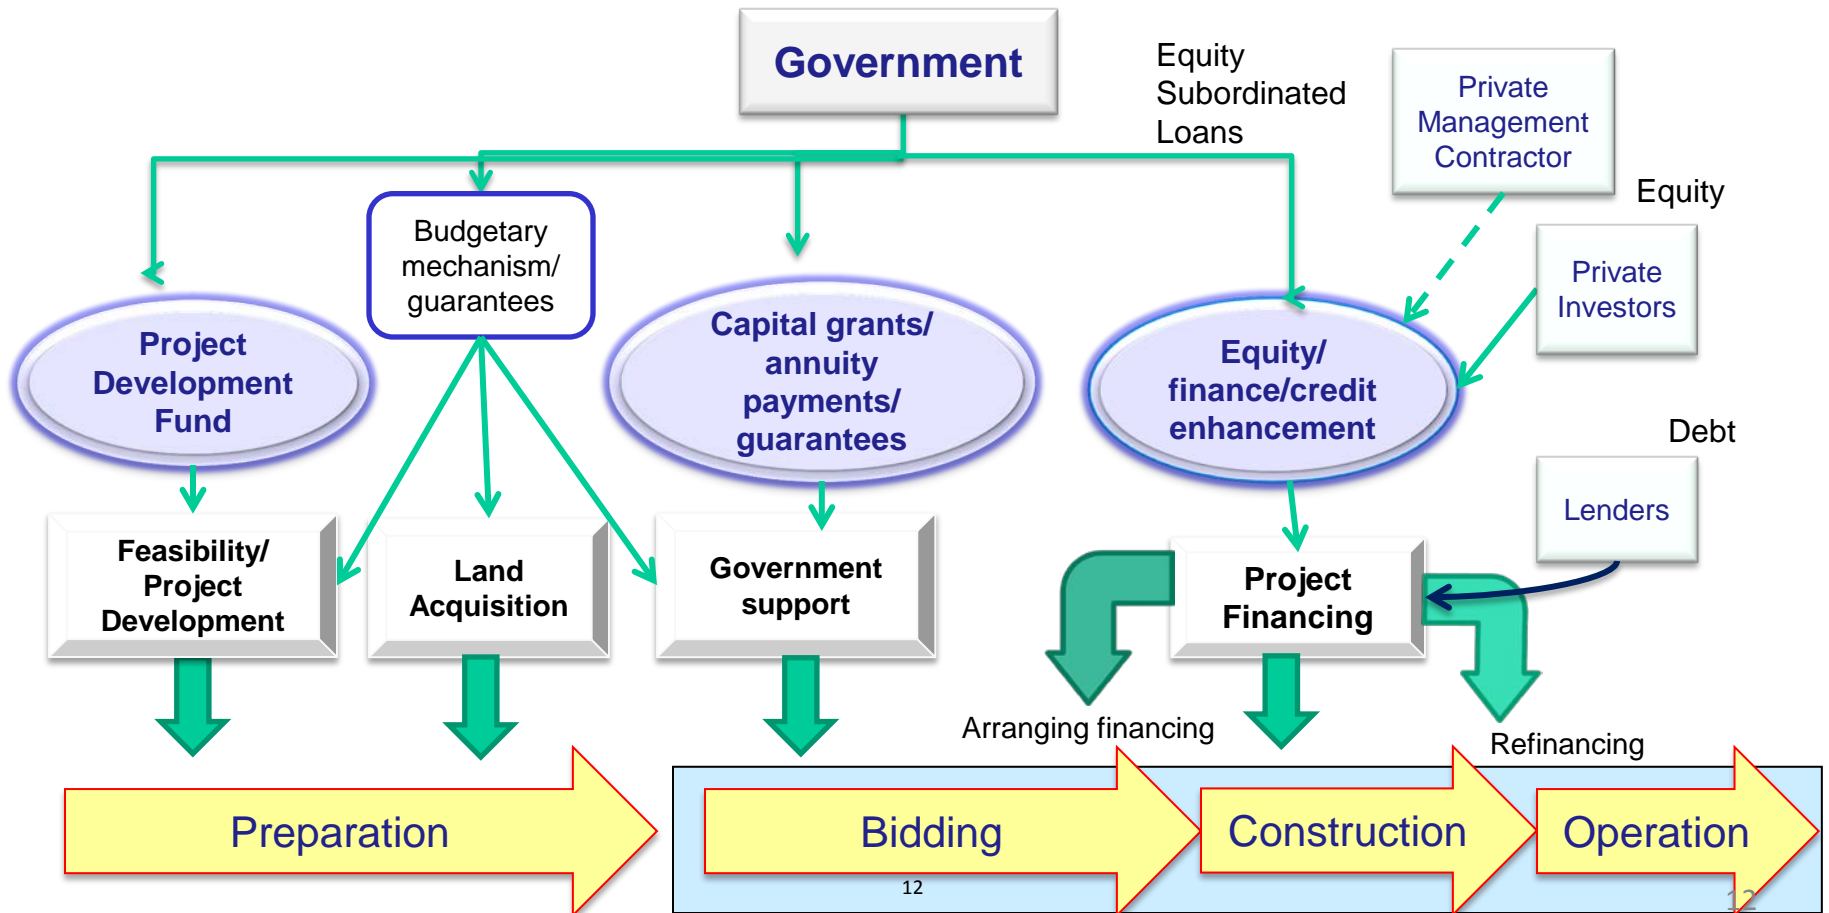 Government
Equity
Subordinated
Loans
Private
Management
Contractor
Equity
Budgetary
mechanism/
guarantees
Private
Investors
Project
Development
Fund
Capital grants/
annuity
payments/
guarantees
Equity/
finance/credit
enhancement
Debt
Lenders
Feasibility/
Project
Development
Land
Acquisition
Government
support
Project
Financing
Arranging financing
Refinancing
Preparation
Bidding
Construction
Operation
12
12